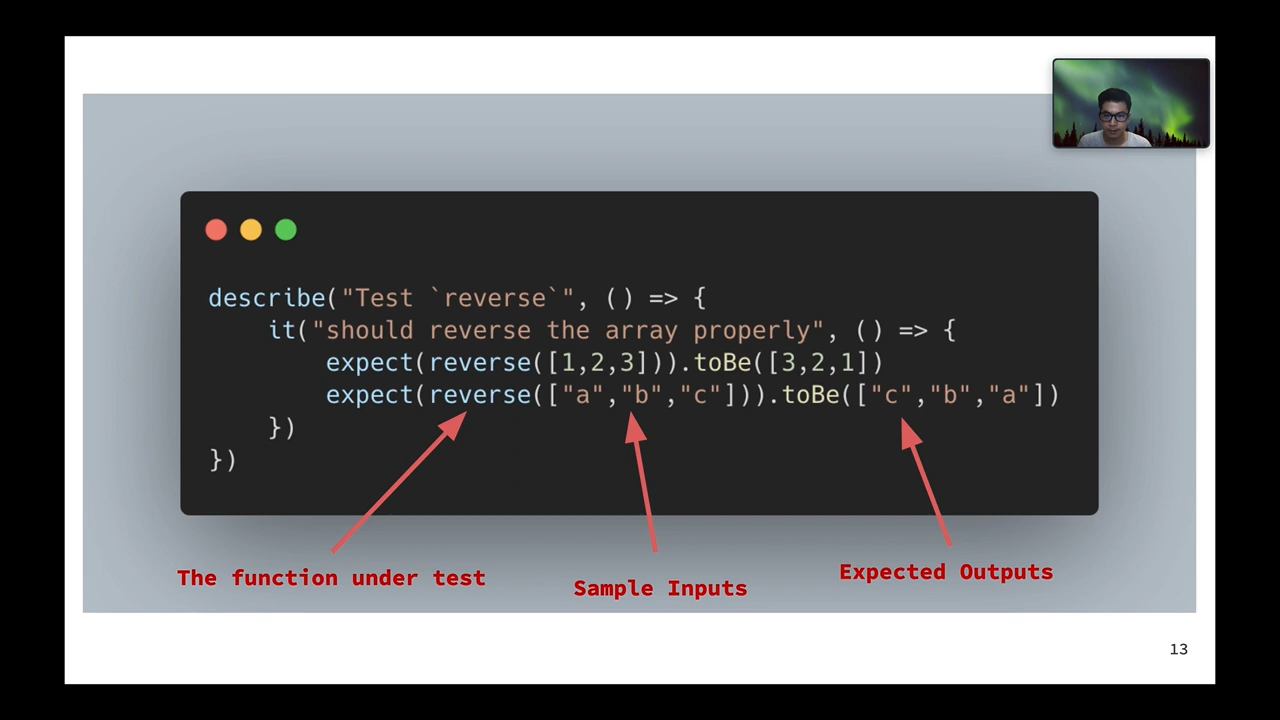 describe("Test `reverse`", () => {
    it("should reverse the array properly", () => {
        expect(reverse([1,2,3])).toBe([3,2,1])
        expect(reverse(["a","b","c"])).toBe(["c","b","a"])
    })
})
The function under test
Sample Inputs
Expected Outputs
13